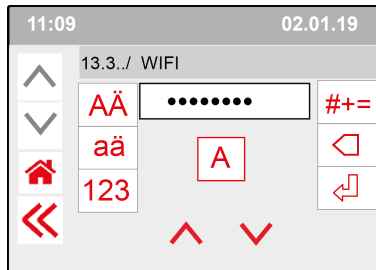 11:09 02.01.19
13.3../ WIFI
AÄ •••••••• #+=
aä A
123